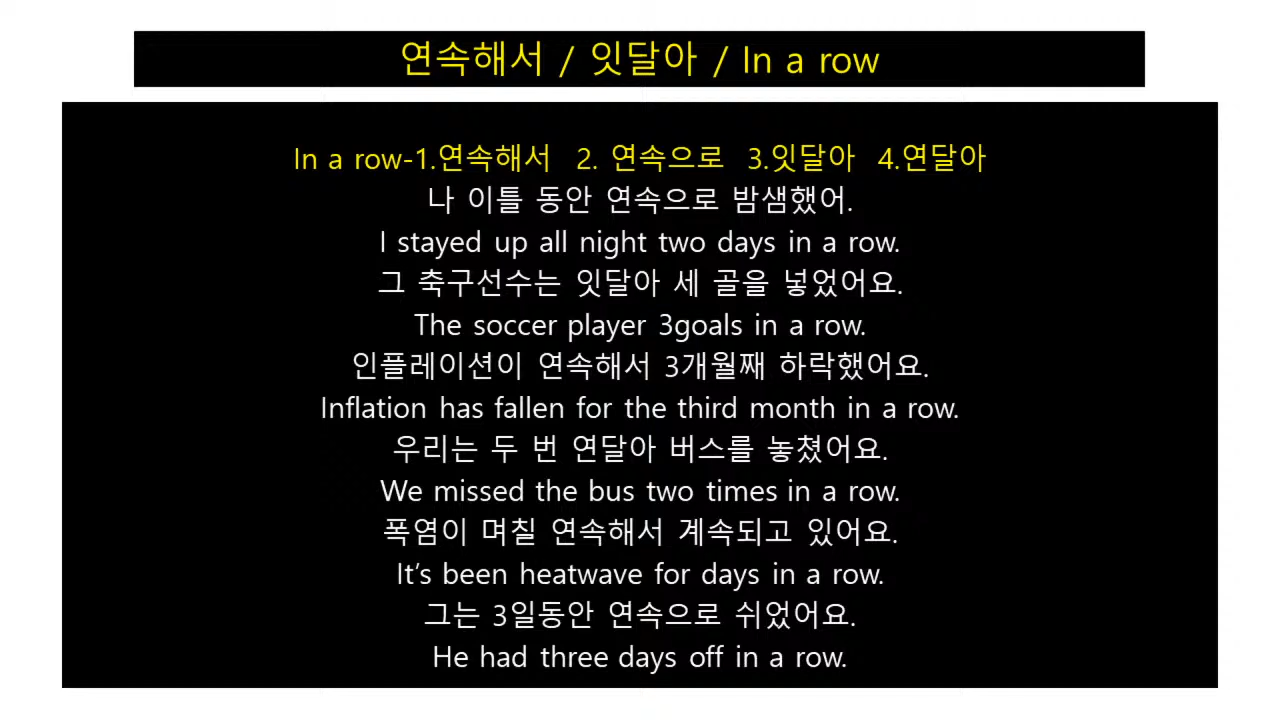 연속해서 / 잇달아 / In a row
In a row-1.연속해서 2. 연속으로 3.잇달아 4.연달아
나 이틀 동안 연속으로 밤샘했어.
I stayed up all night two days in a row.
그 축구선수는 잇달아 세 골을 넣었어요.
The soccer player 3goals in a row.
인플레이션이 연속해서 3개월째 하락했어요.
Inflation has fallen for the third month in a row.
우리는 두 번 연달아 버스를 놓쳤어요.
We missed the bus two times in a row.
폭염이 며칠 연속해서 계속되고 있어요.
It’s been heatwave for days in a row.
그는 3일동안 연속으로 쉬었어요.
He had three days off in a row.